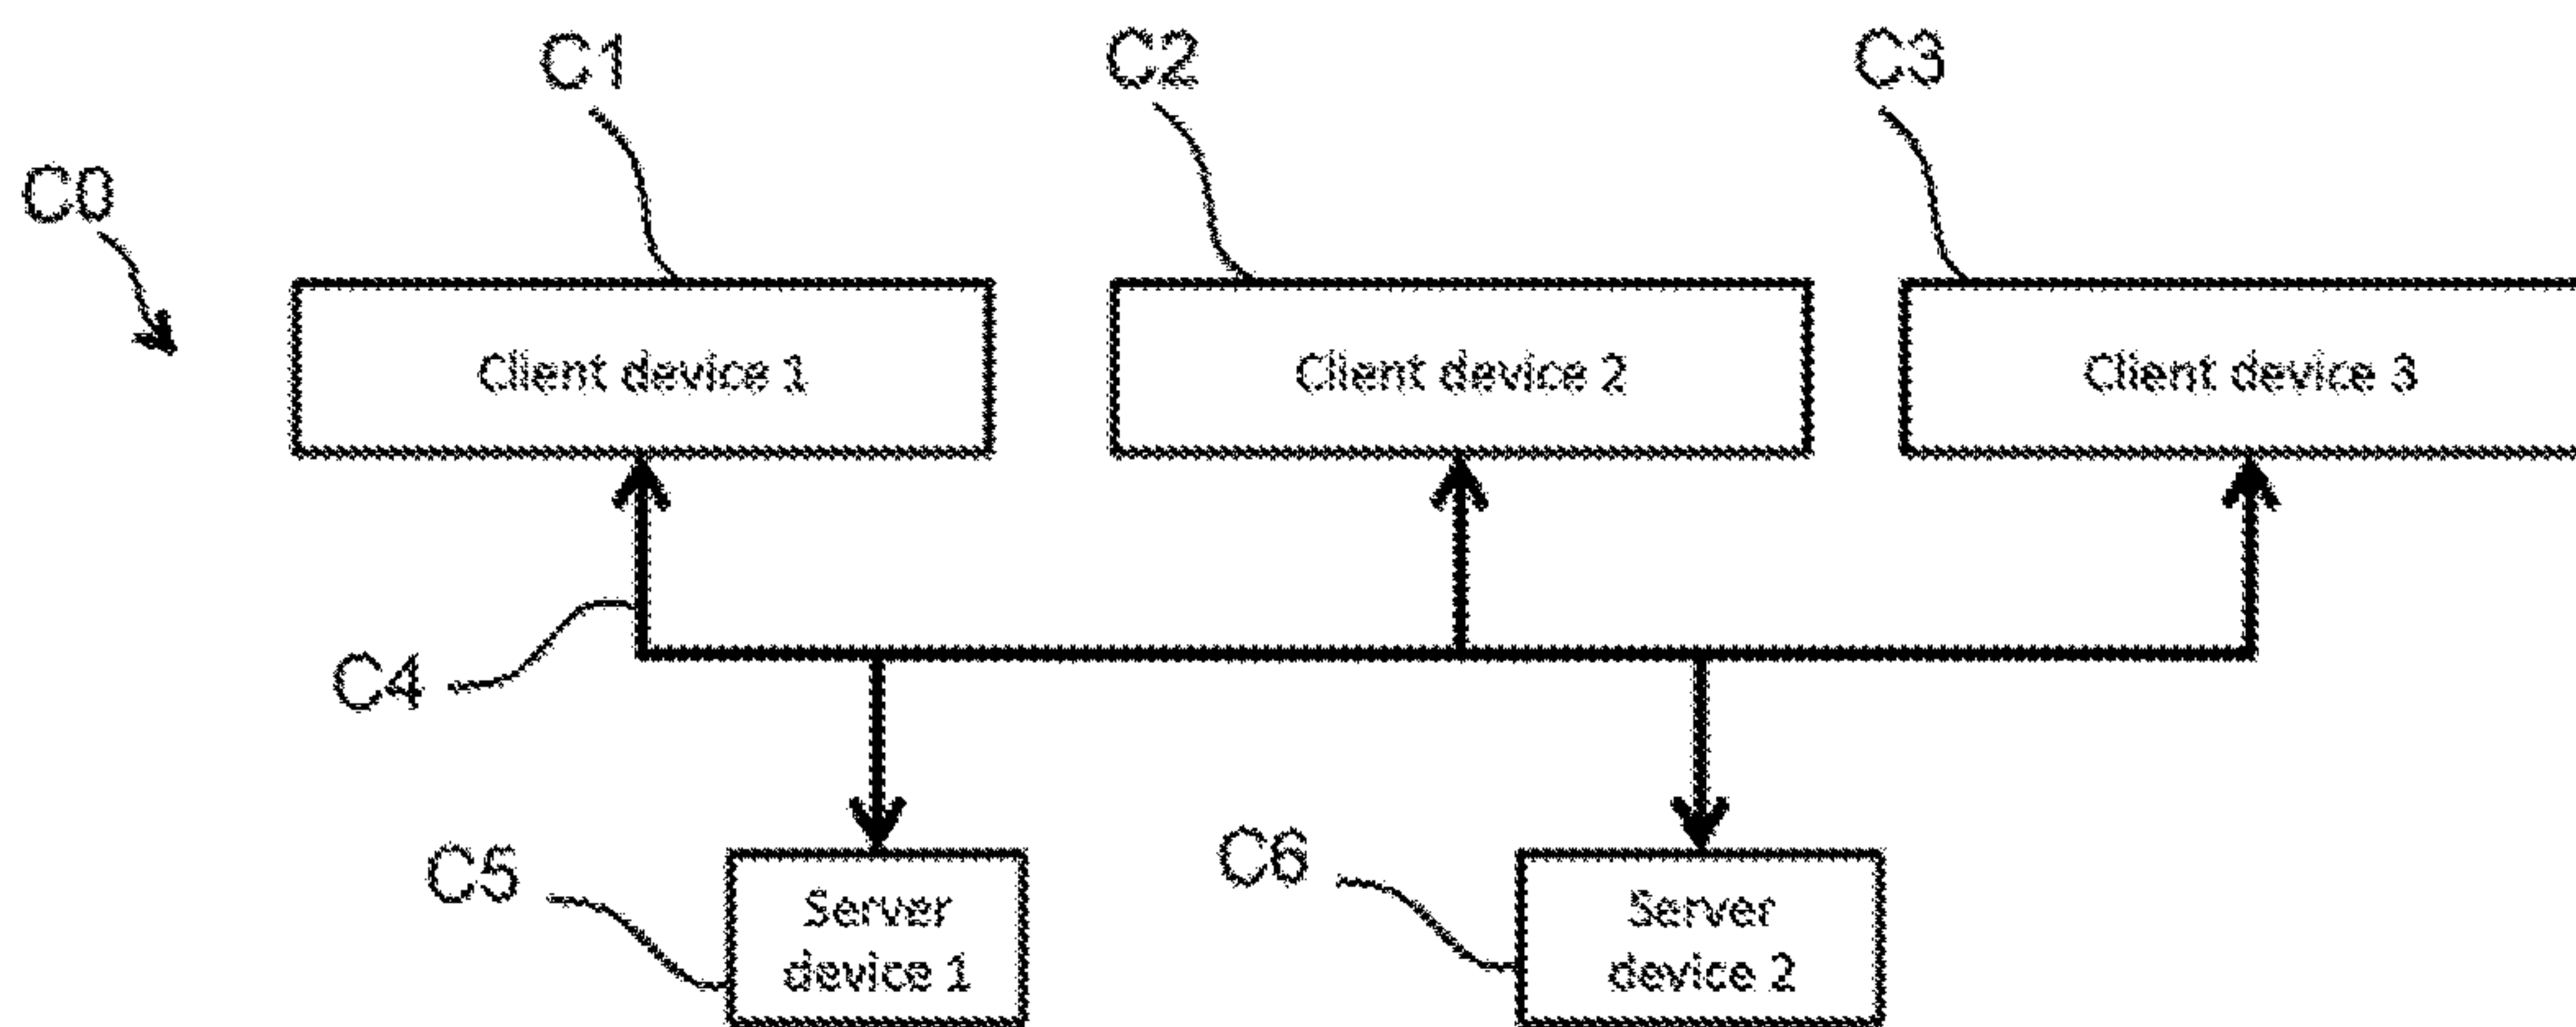 C1
C2
C3
C0
Client device 1
Client device 2
Client device 3
C4
C5
C6
Server
device 1
Server
device 2